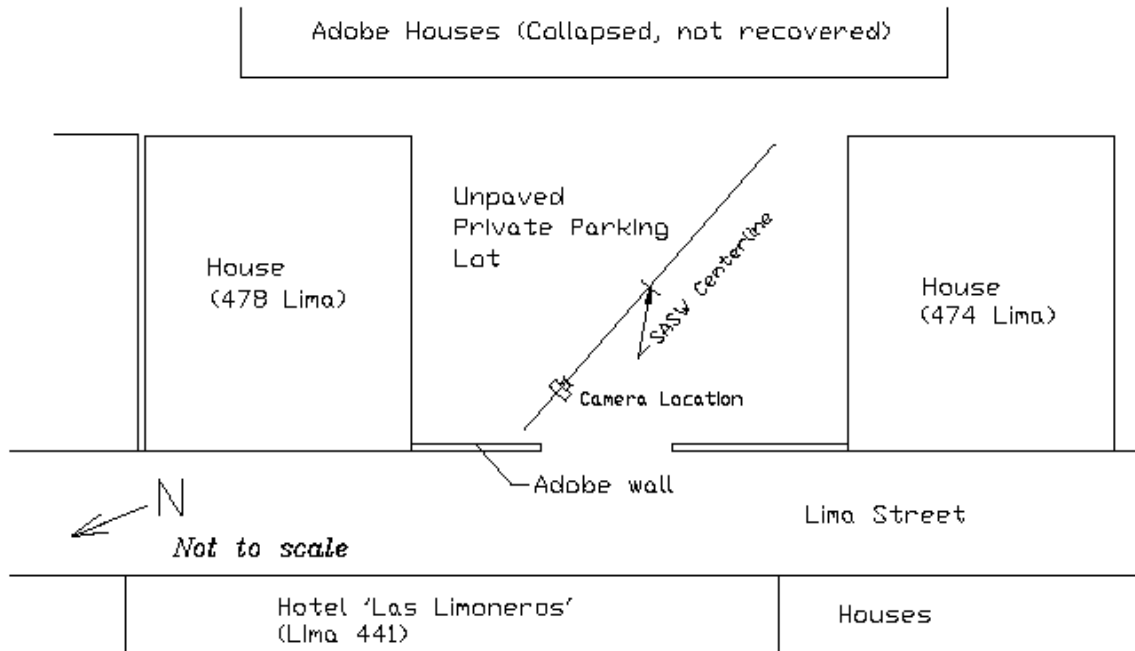 Adobe Houses (Collapsed, not recovered)
Unpaved
Private Parking
Lot
House
(478 Lima)
SASW Centerline
House
(474 Lima)
Camera Location
Adobe wall
N
Not to scale
Lima Street
Hotel 'Las Limoneros'
(Lima 441)
Houses